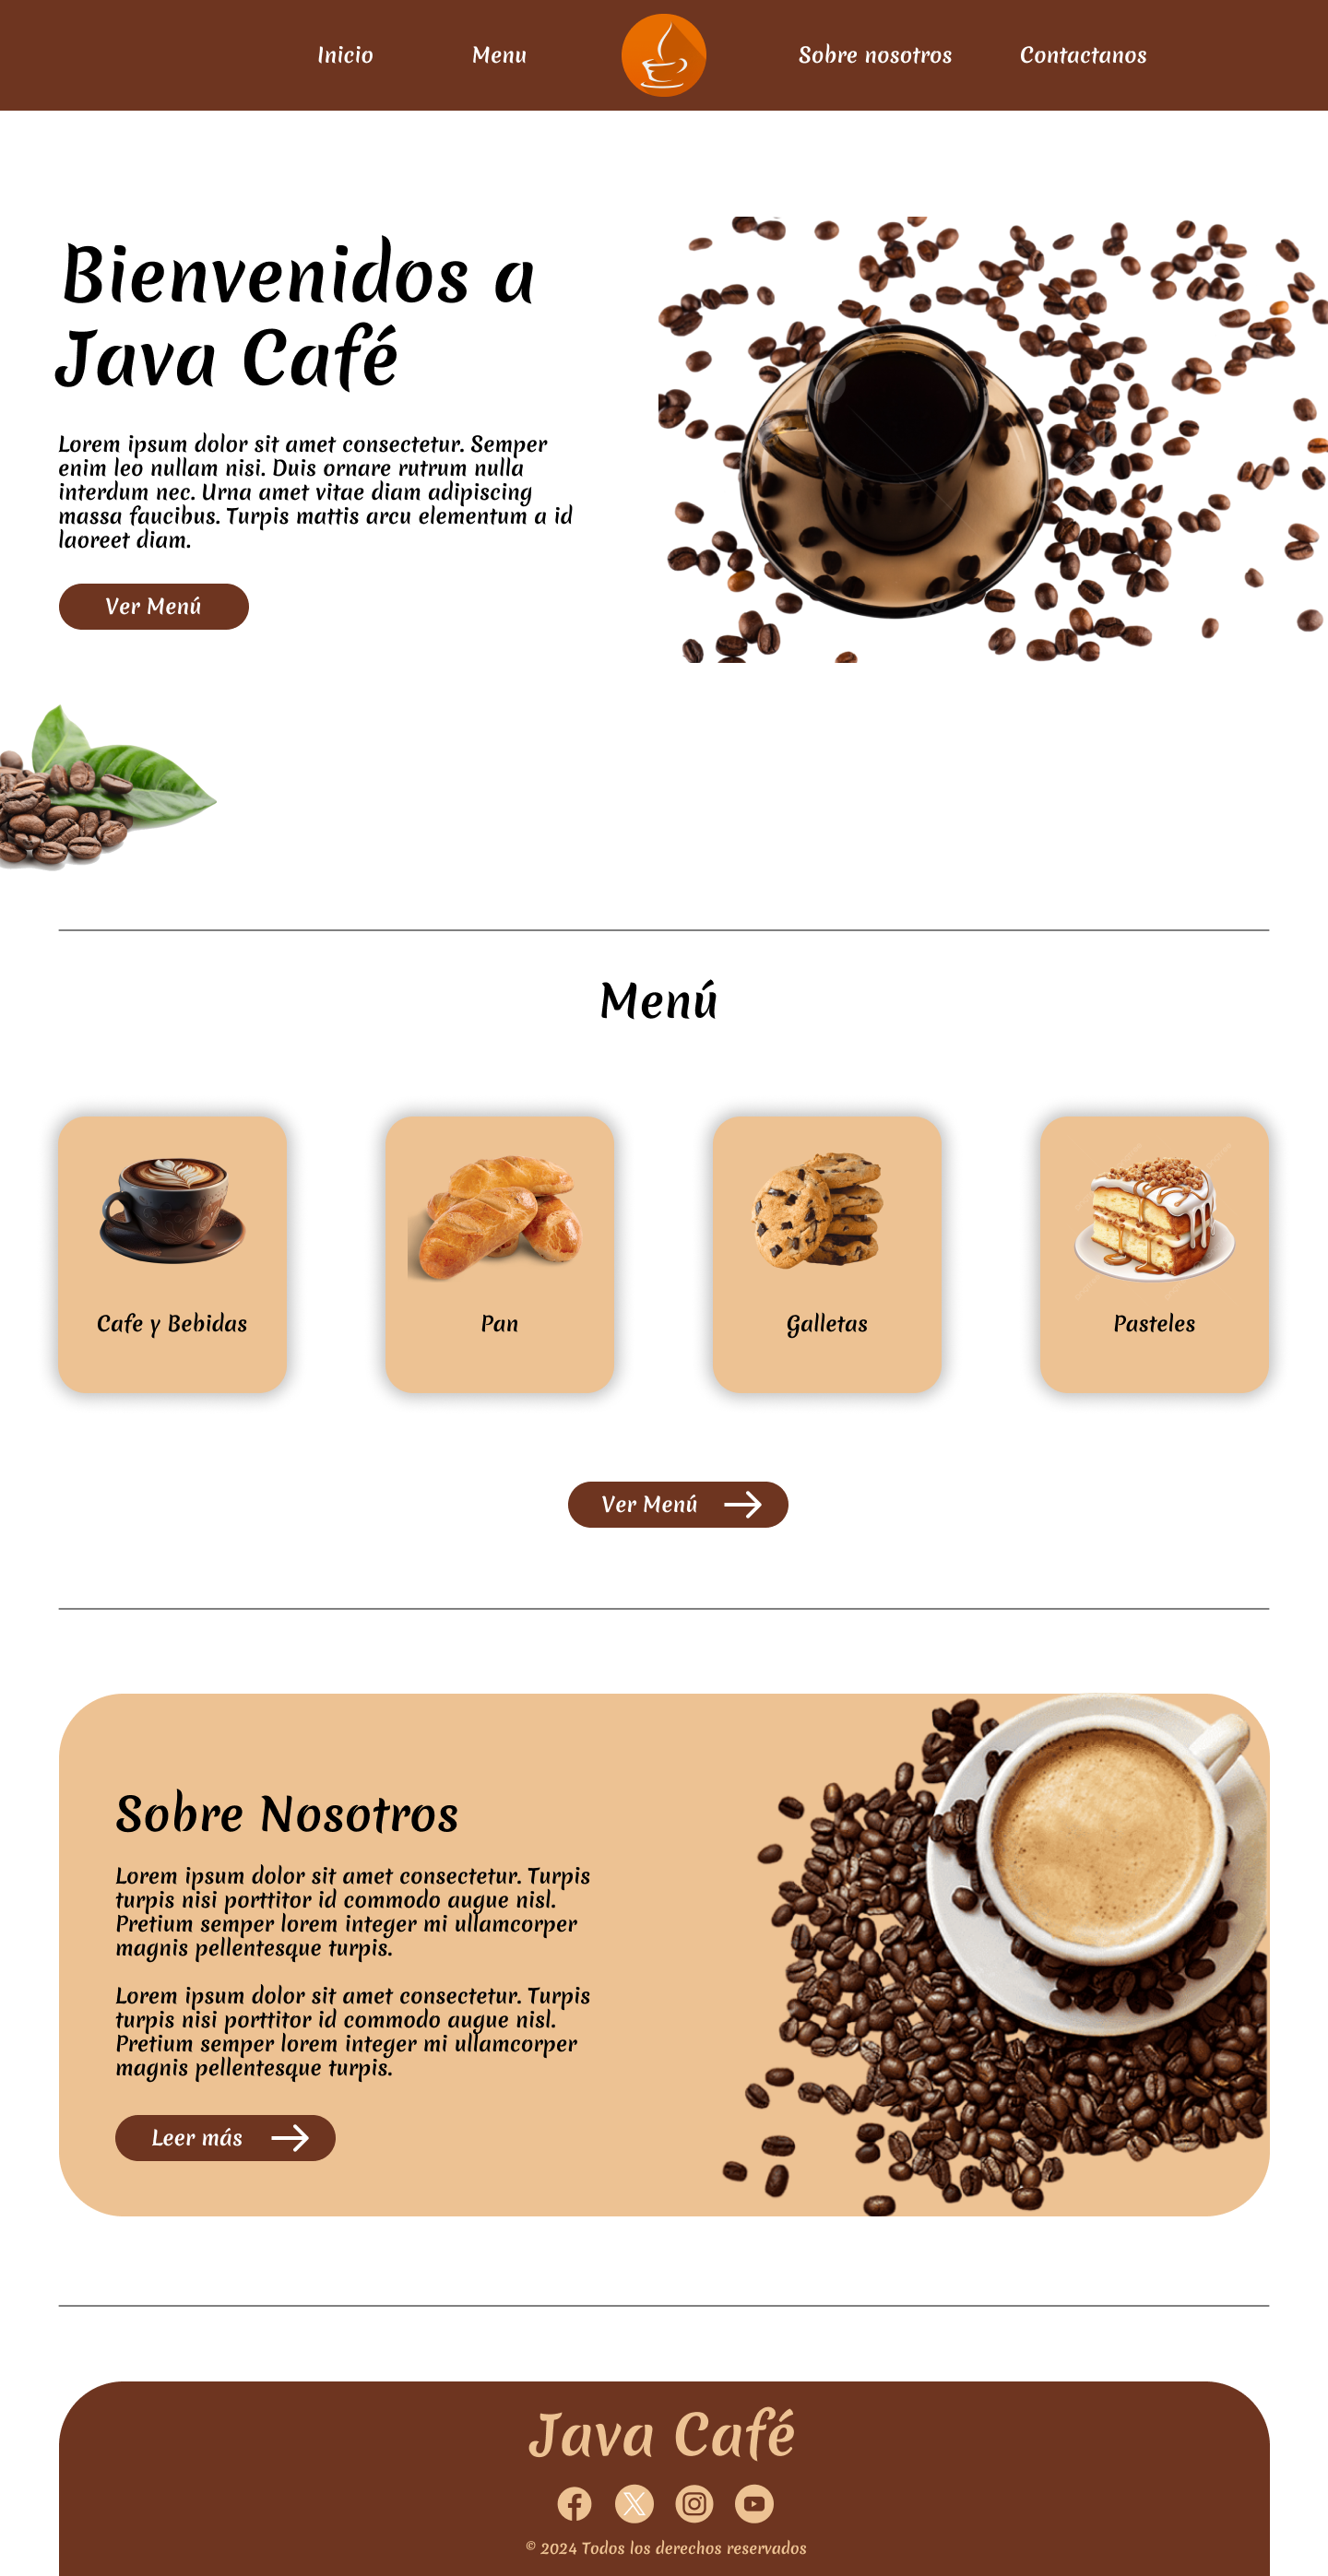 Inicio
Menu
Sobre nosotros
Contactanos
Bienvenidos a
Java Café
Lorem ipsum dolor sit amet consectetur. Semper
enim leo nullam nisi. Duis ornare rutrum nulla
interdum nec. Urna amet vitae diam adipiscing
massa faucibus. Turpis mattis arcu elementum a id
laoreet diam.
Ver Menú
Menú
Cafe y Bebidas
Pan
Galletas
Pasteles
Ver Menú
Sobre Nosotros
Lorem ipsum dolor sit amet consectetur. Turpis
turpis nisi porttitor id commodo augue nisl.
Pretium semper lorem integer mi ullamcorper
magnis pellentesque turpis.
Lorem ipsum dolor sit amet consectetur. Turpis
turpis nisi porttitor id commodo augue nisl.
Pretium semper lorem integer mi ullamcorper
magnis pellentesque turpis.
Leer más
Java Café
© 2024 Todos los derechos reservados